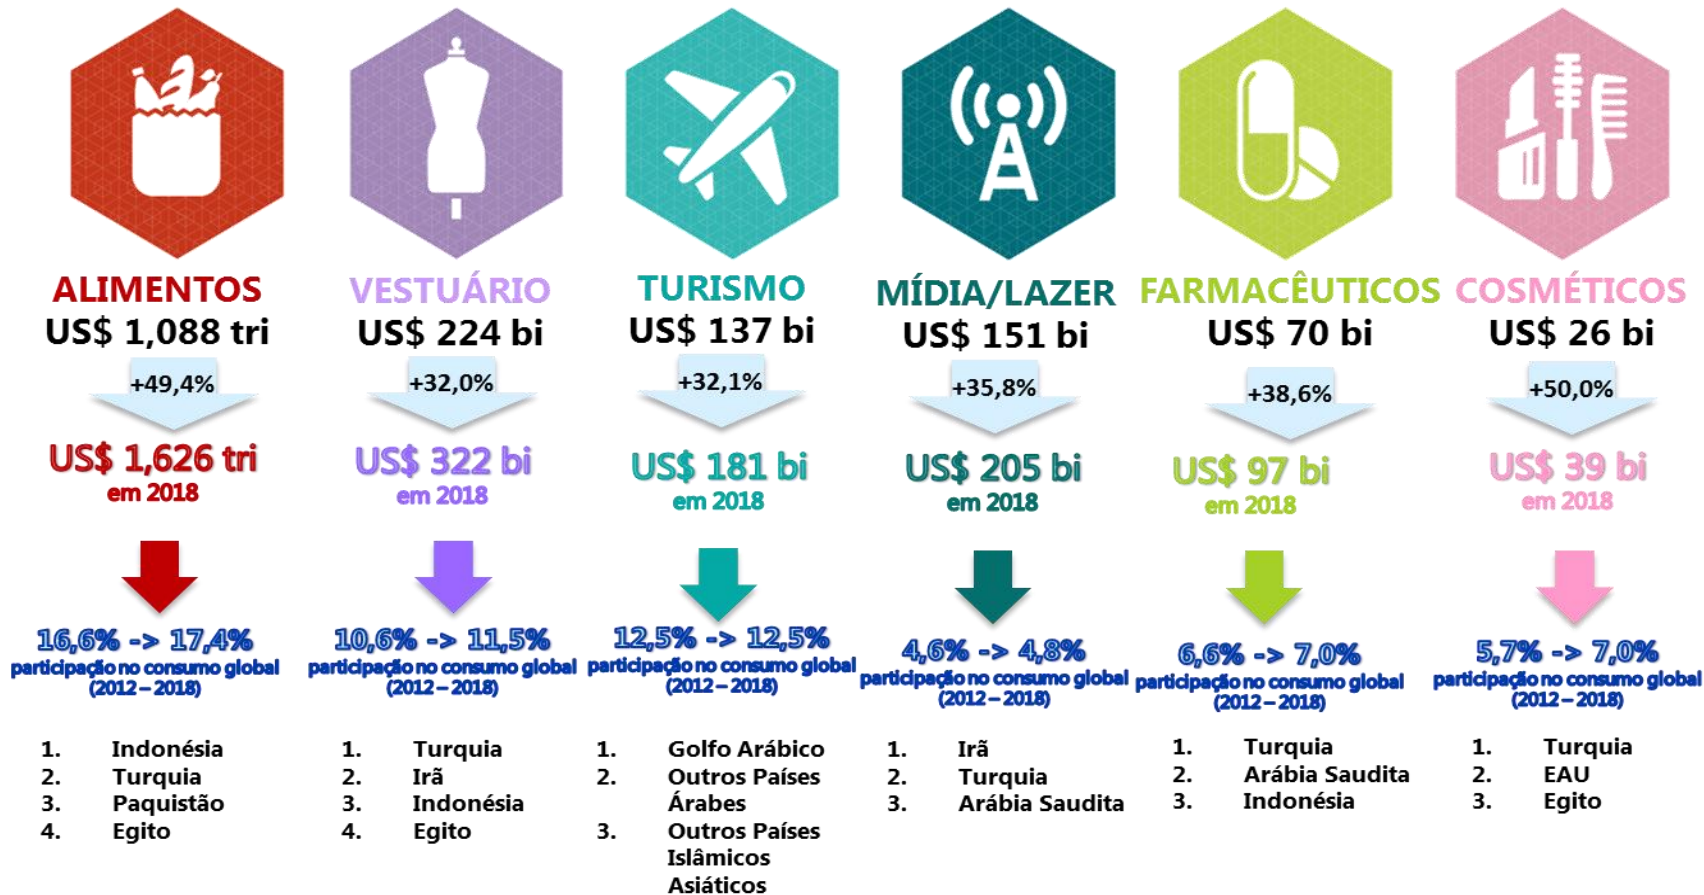 ALIMENTOS
US$ 1,088 tri
+49,4%
US$ 1,626 tri
em 2018
16,6% -> 17,4%
participação no consumo global
(2012 – 2018)
1. Indonésia
2. Turquia
3. Paquistão
4. Egito
VESTUÁRIO
US$ 224 bi
+32,0%
US$ 322 bi
em 2018
10,6% -> 11,5%
participação no consumo global
(2012 – 2018)
1. Turquia
2. Irã
3. Indonésia
4. Egito
TURISMO
US$ 137 bi
+32,1%
US$ 181 bi
em 2018
12,5% -> 12,5%
participação no consumo global
(2012 – 2018)
1. Golfo Arábico
2. Outros Países
Árabes
3. Outros Países
Islâmicos
Asiáticos
MÍDIA/LAZER
US$ 151 bi
+35,8%
US$ 205 bi
em 2018
4,6% -> 4,8%
participação no consumo global
(2012 – 2018)
1. Irã
2. Turquia
3. Arábia Saudita
FARMACÊUTICOS
US$ 70 bi
+38,6%
US$ 97 bi
em 2018
6,6% -> 7,0%
participação no consumo global
(2012 – 2018)
1. Turquia
2. Arábia Saudita
3. Indonésia
COSMÉTICOS
US$ 26 bi
+50,0%
US$ 39 bi
em 2018
5,7% -> 7,0%
participação no consumo global
(2012 – 2018)
1. Turquia
2. EAU
3. Egito